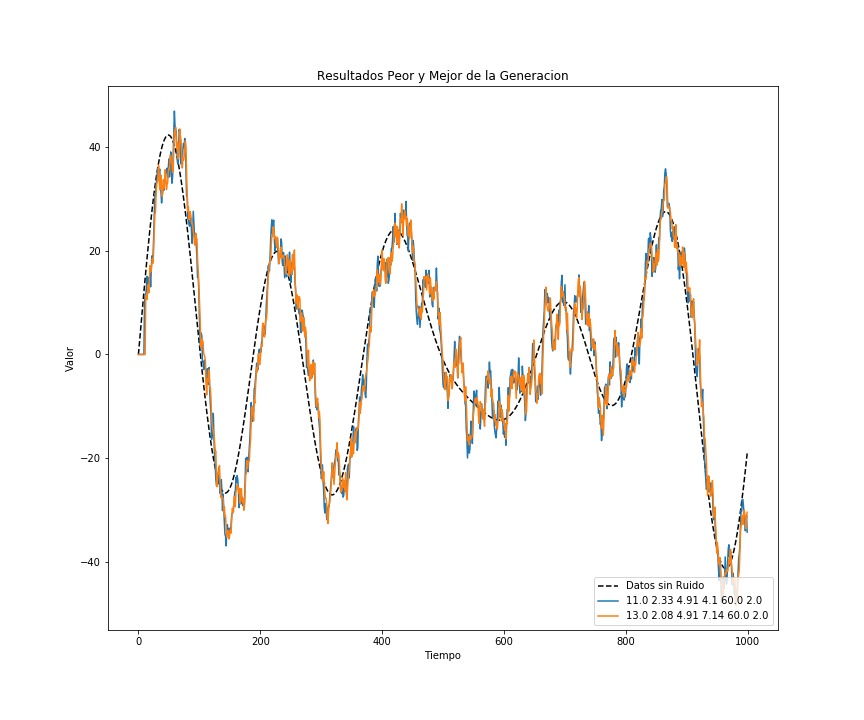 Resultados Peor y Mejor de la Generacion
Valor
40
20
0
−20
−40
0
200
400
600
800
1000
Tiempo
Datos sin Ruido
11.0 2.33 4.91 4.1 60.0 2.0
13.0 2.08 4.91 7.14 60.0 2.0